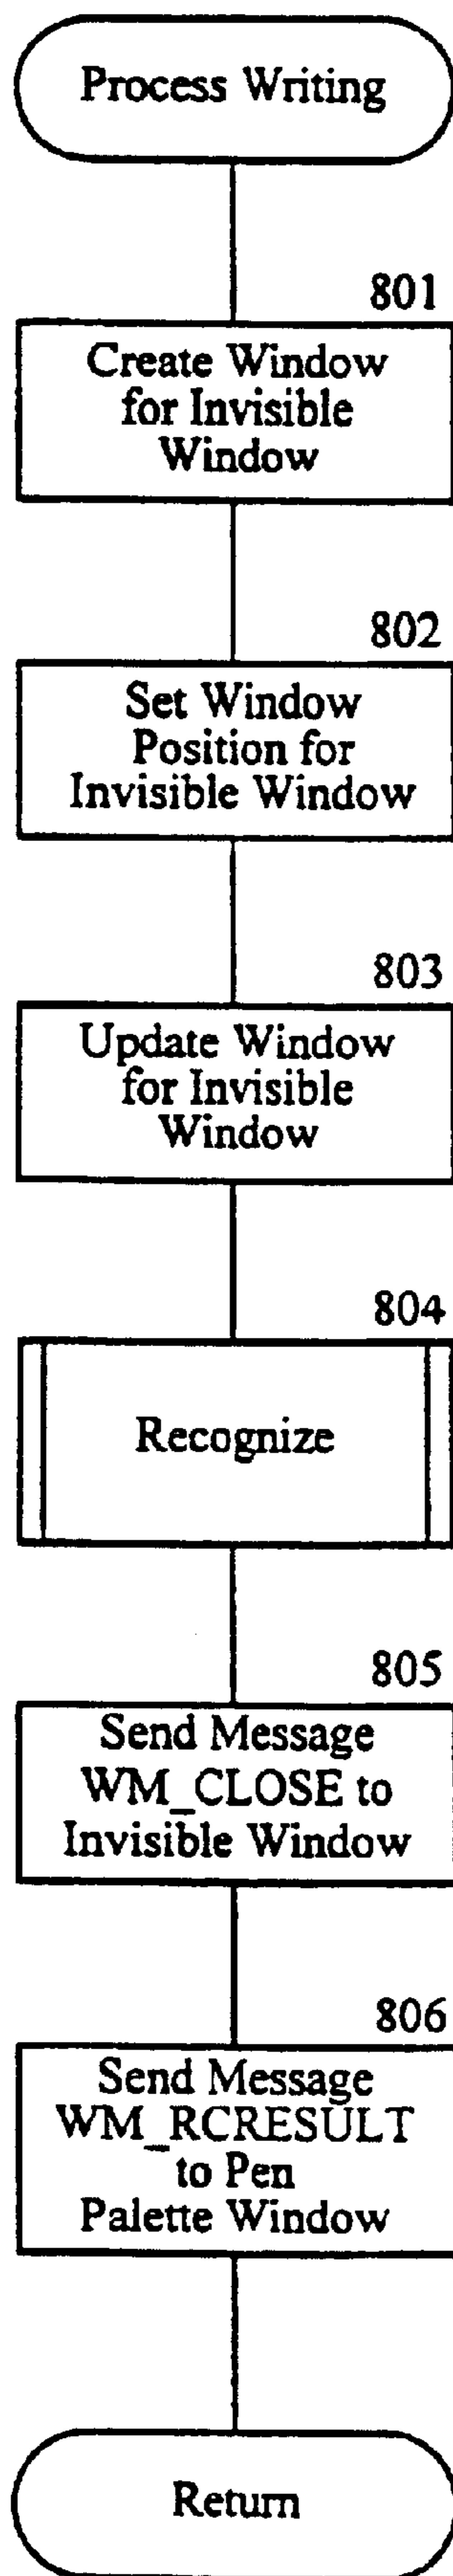 Process Writing
801
Create Window
for Invisible
Window
802
Set Window
Position for
Invisible Window
803
Update Window
for Invisible
Window
804
Recognize
805
Send Message
WM_CLOSE to
Invisible Window
806
Send Message
WM_RCRESULT
to Pen
Palette Window
Return